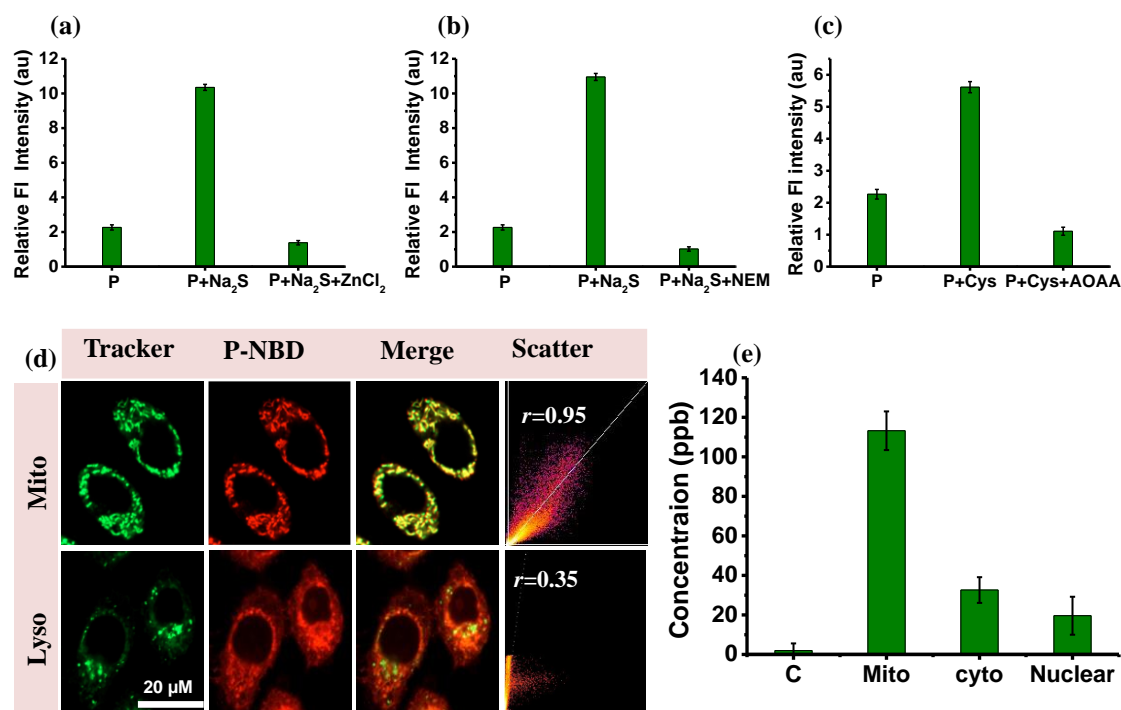 (a)
Relative FI Intensity (au)
12
10
8
6
4
2
0
P
P+Na₂S
P+Na₂S+ZnCl₂
(b)
Relative FI Intensity (au)
12
10
8
6
4
2
0
P
P+Na₂S
P+Na₂S+NEM
(c)
Relative FI intensity (au)
6
5
4
3
2
1
0
P
P+Cys
P+Cys+AOAA
(d)
Tracker
P-NBD
Merge
Scatter
Mito
r=0.95
Lyso
20 µM
r=0.35
(e)
Concentraion (ppb)
140
120
100
80
60
40
20
0
C
Mito
cyto
Nuclear